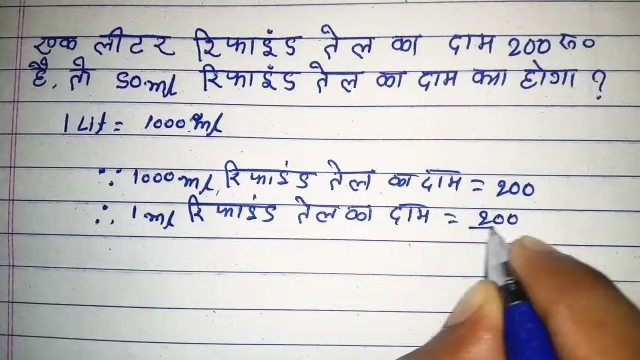 एक लीटर रिफाइंड तेल का दाम 200 रू०
है, तो 50ml रिफाइंड तेल का दाम क्या होगा ?
1 Lit = 1000 ml
∵ 1000 ml रिफाइंड तेल का दाम = 200
∴ 1 ml रिफाइंड तेल का दाम = 200